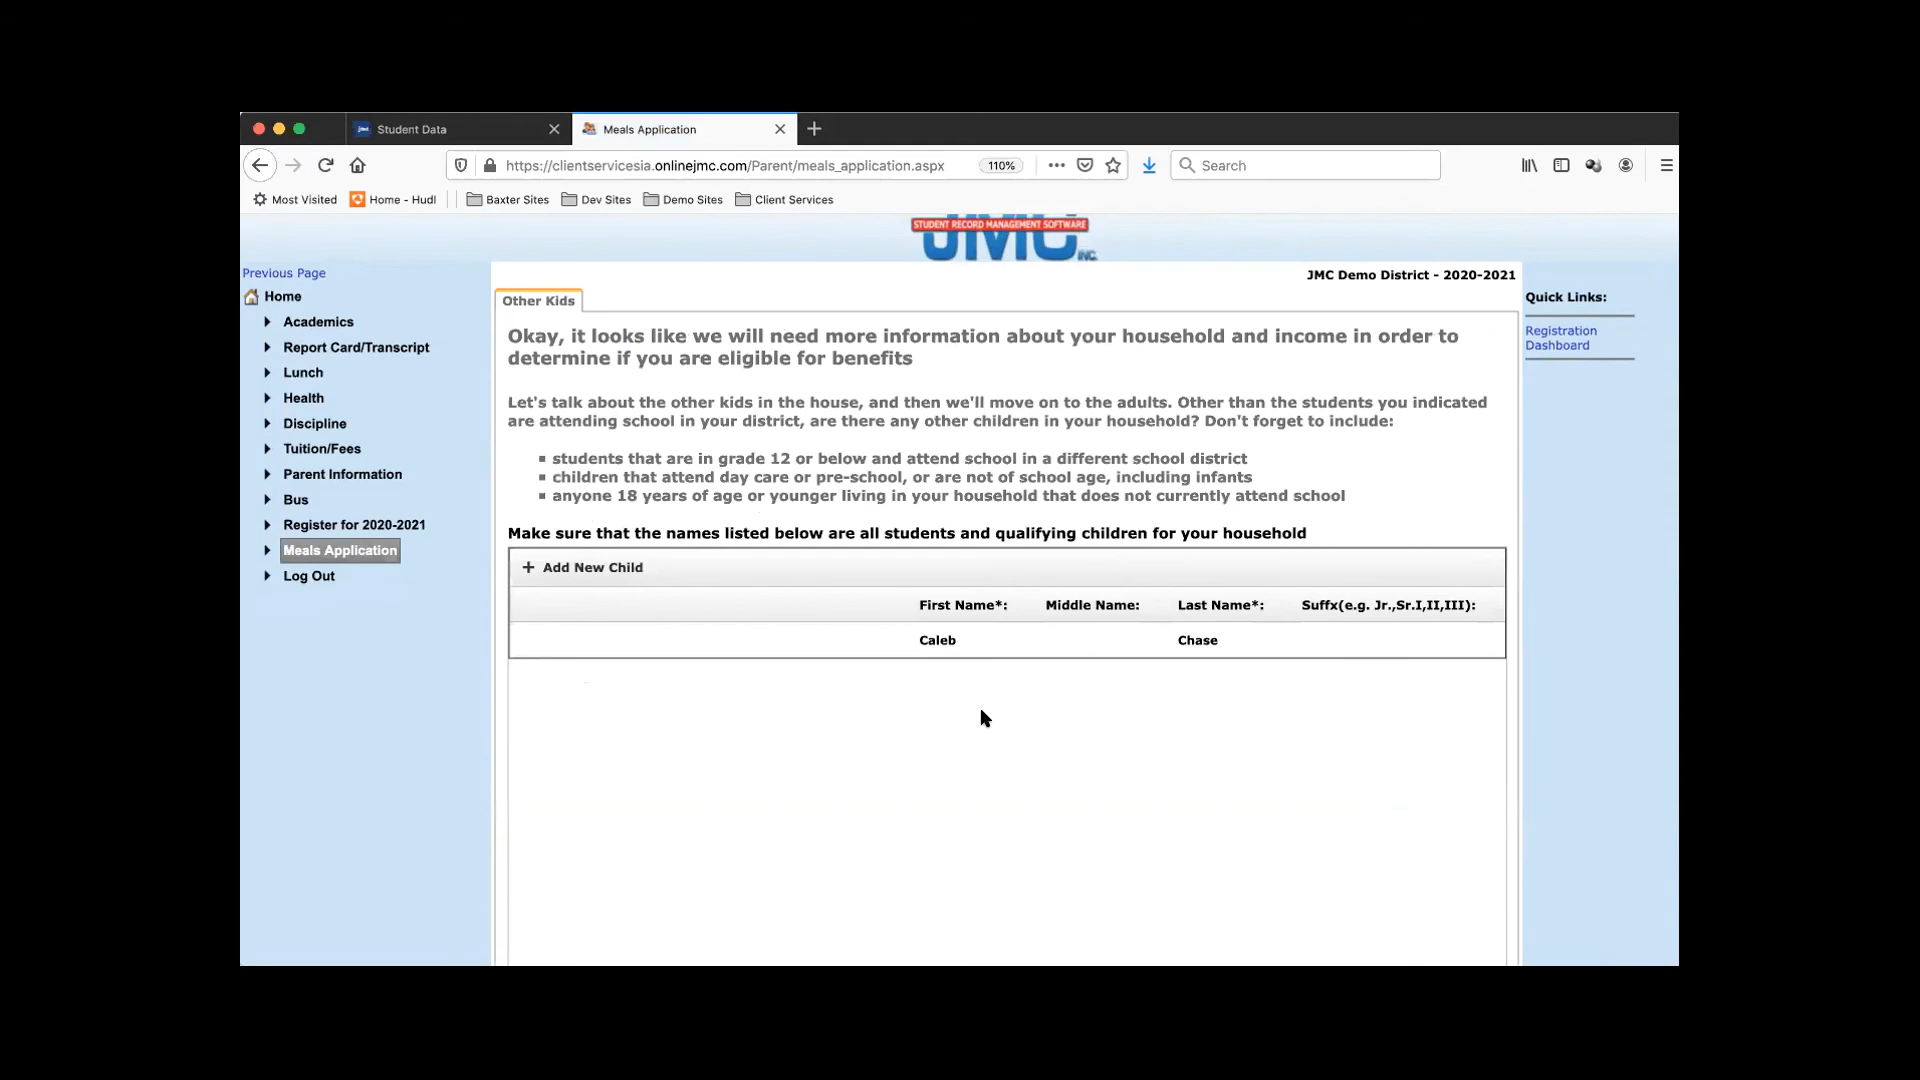 jmc Student Data
Meals Application
https://clientservicesia.onlinejmc.com/Parent/meals_application.aspx
110%
Search
Most Visited
Home - Hudl
Baxter Sites
Dev Sites
Demo Sites
Client Services
STUDENT RECORD MANAGEMENT SOFTWARE
JMC INC.
Previous Page
Home
Academics
Report Card/Transcript
Lunch
Health
Discipline
Tuition/Fees
Parent Information
Bus
Register for 2020-2021
Meals Application
Log Out
JMC Demo District - 2020-2021
Other Kids
Okay, it looks like we will need more information about your household and income in order to
determine if you are eligible for benefits
Let's talk about the other kids in the house, and then we'll move on to the adults. Other than the students you indicated
are attending school in your district, are there any other children in your household? Don't forget to include:
students that are in grade 12 or below and attend school in a different school district
children that attend day care or pre-school, or are not of school age, including infants
anyone 18 years of age or younger living in your household that does not currently attend school
Make sure that the names listed below are all students and qualifying children for your household
+ Add New Child
First Name*: Middle Name: Last Name*: Suffx(e.g. Jr.,Sr.I,II,III):
Caleb Chase
Quick Links:
Registration
Dashboard